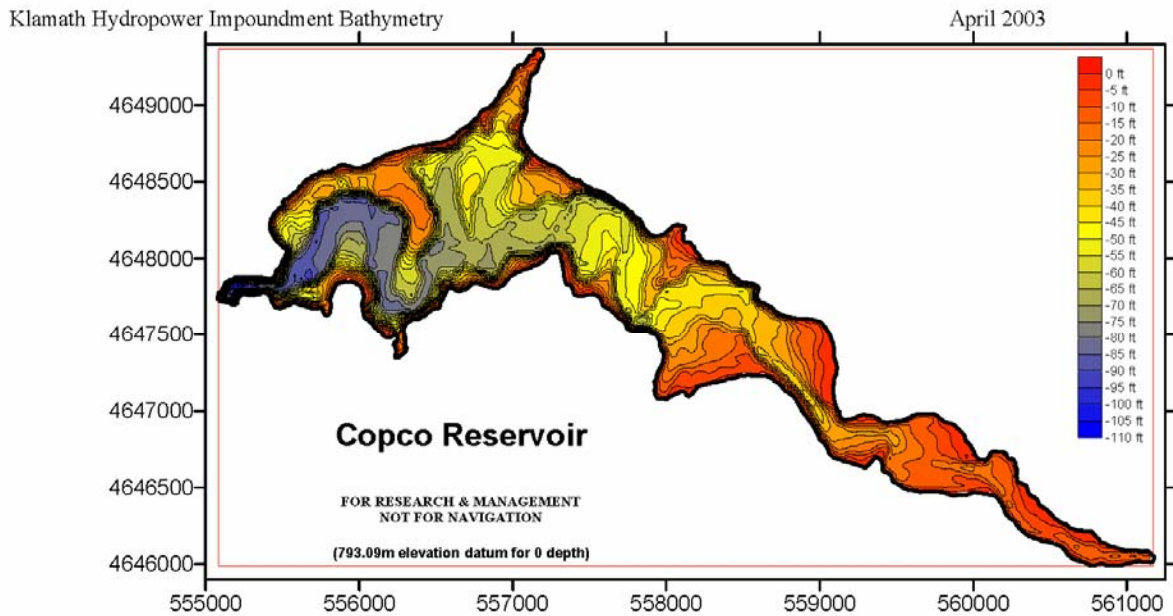 Klamath Hydropower Impoundment Bathymetry
April 2003
4649000
4648500
4648000
4647500
4647000
4646500
4646000
0 ft
-5 ft
-10 ft
-15 ft
-20 ft
-25 ft
-30 ft
-35 ft
-40 ft
-45 ft
-50 ft
-55 ft
-60 ft
-65 ft
-70 ft
-75 ft
-80 ft
-85 ft
-90 ft
-95 ft
-100 ft
-105 ft
-110 ft
Copco Reservoir
FOR RESEARCH & MANAGEMENT
NOT FOR NAVIGATION
(793.09m elevation datum for 0 depth)
555000
556000
557000
558000
559000
560000
561000